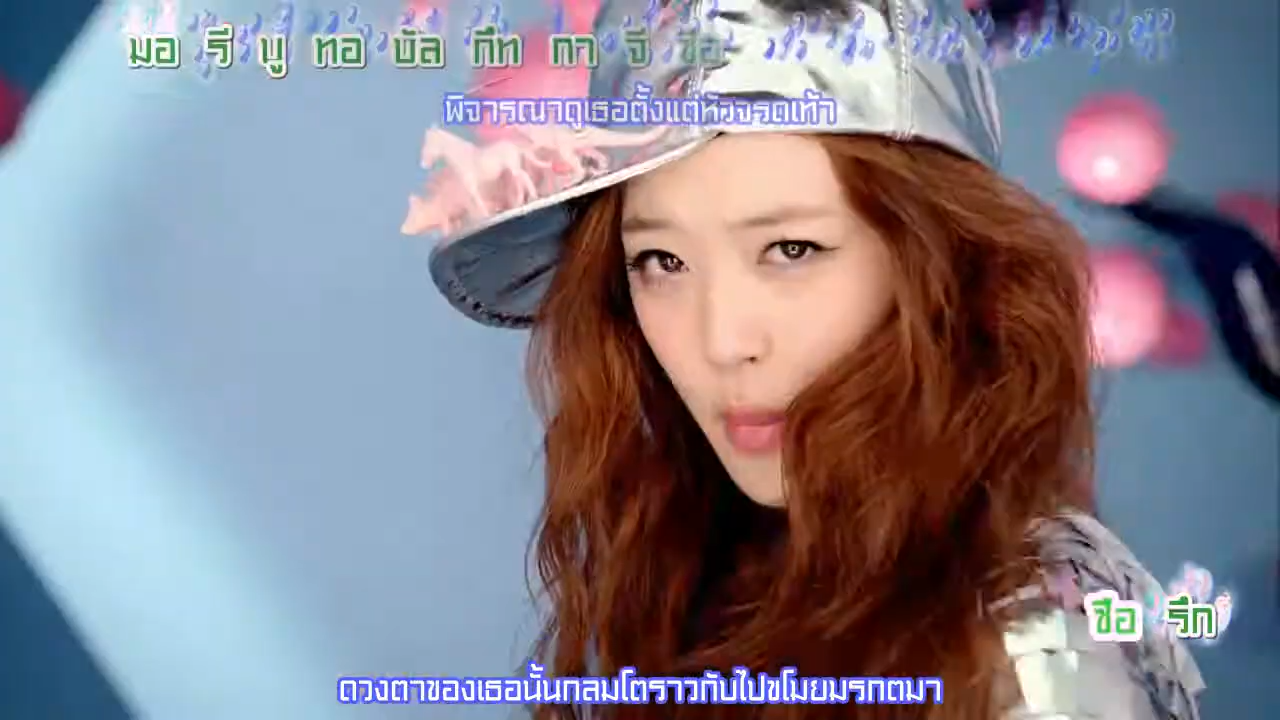 มอ รี บู ทอ บัล กึท กา จี ชือ
พิจารณาดูเธอตั้งแต่หัวจรดเท้า
ชือ รึก
ดวงตาของเธอนั้นกลมโตราวกับไปขโมยมรกตมา